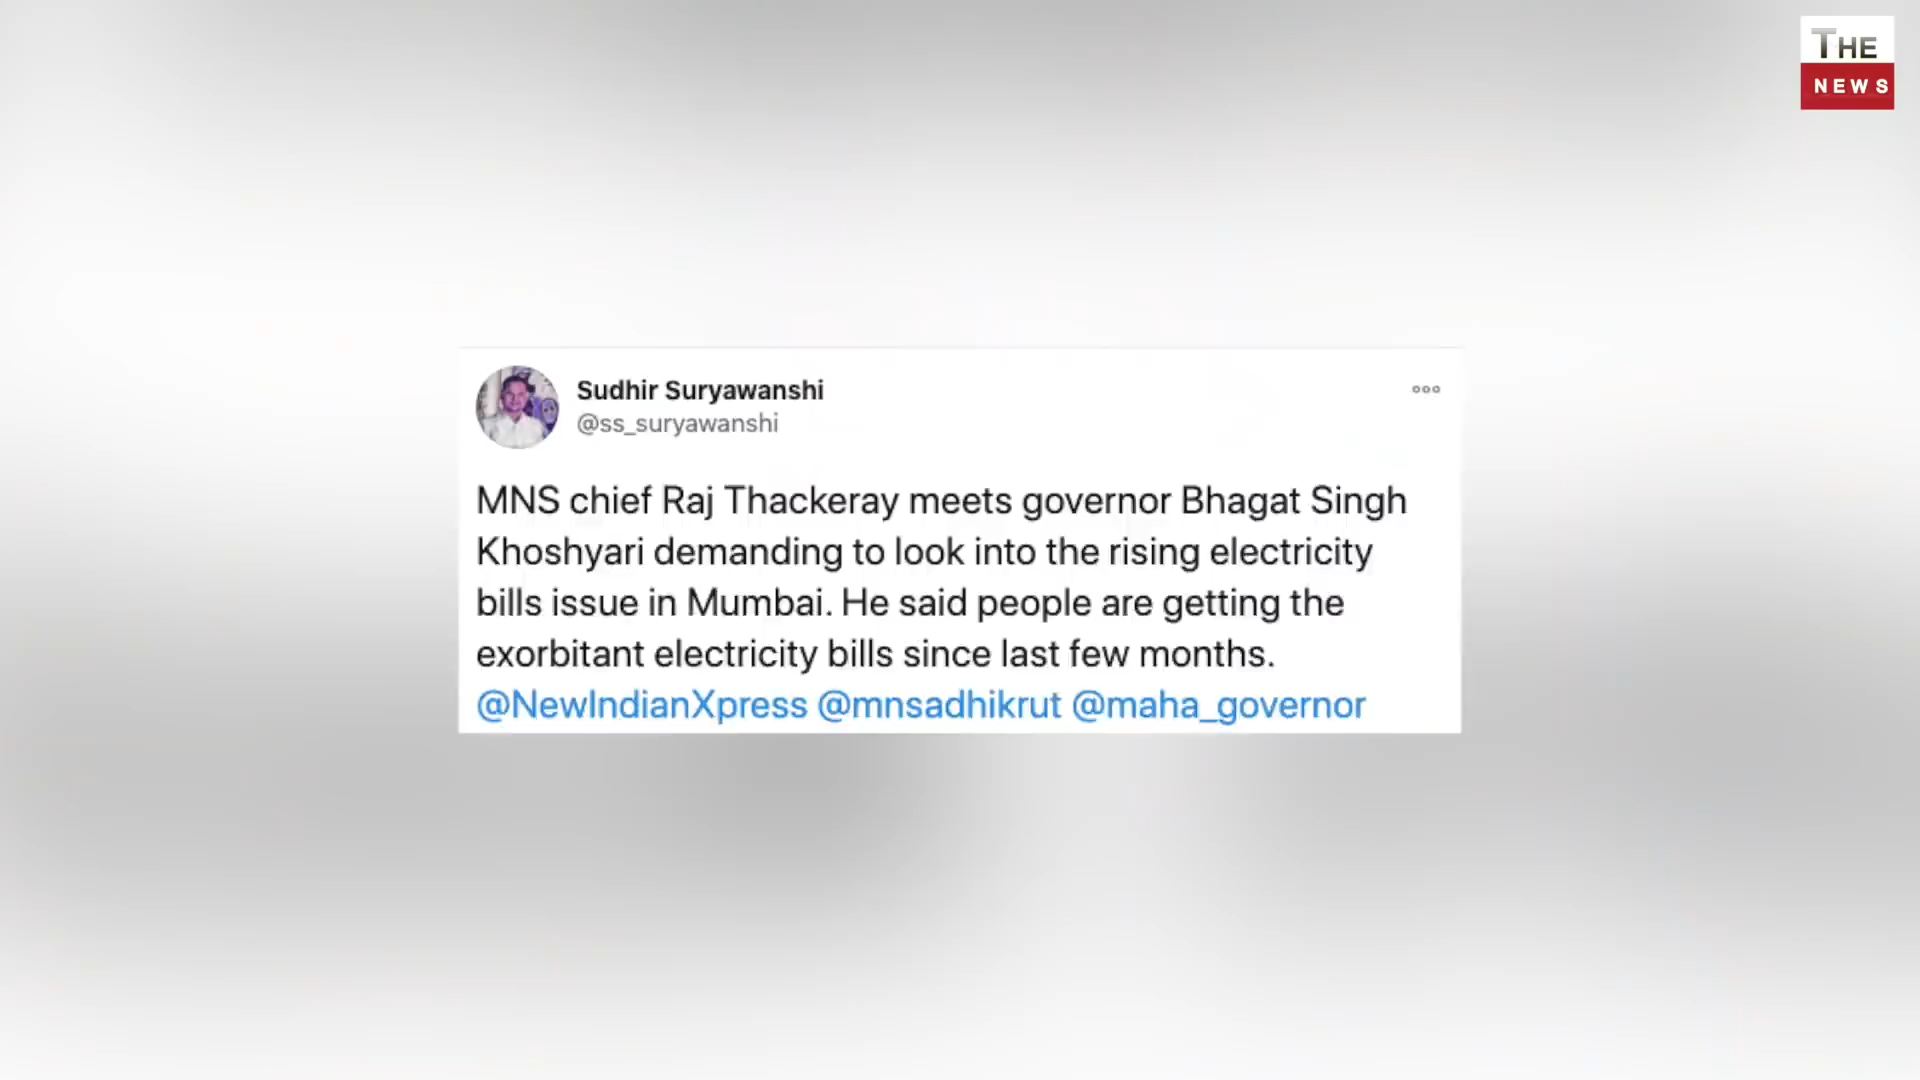 THE
NEWS
Sudhir Suryawanshi
@ss_suryawanshi
MNS chief Raj Thackeray meets governor Bhagat Singh
Khoshyari demanding to look into the rising electricity
bills issue in Mumbai. He said people are getting the
exorbitant electricity bills since last few months.
@NewIndianXpress @mnsadhikrut @maha_governor